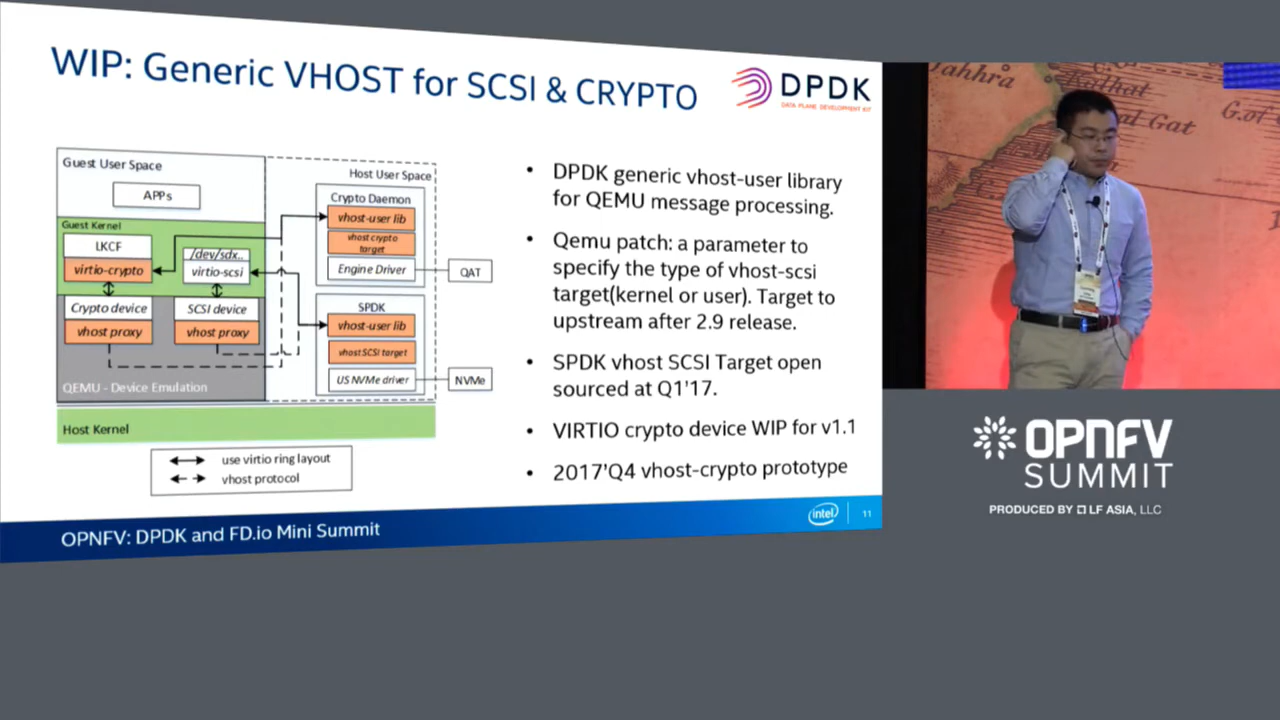 WIP: Generic VHOST for SCSI & CRYPTO
DPDK
DATA PLANE DEVELOPMENT KIT
Guest User Space
APPs
Guest Kernel
LKCF
virtio-crypto
/dev/sdx..
virtio-scsi
Crypto device
vhost proxy
SCSI device
vhost proxy
QEMU - Device Emulation
Host Kernel
Host User Space
Crypto Daemon
vhost-user lib
vhost crypto
target
Engine Driver
QAT
SPDK
vhost-user lib
vhost SCSI target
US NVMe driver
NVMe
use virtio ring layout
vhost protocol
• DPDK generic vhost-user library
for QEMU message processing.
• Qemu patch: a parameter to
specify the type of vhost-scsi
target(kernel or user). Target to
upstream after 2.9 release.
• SPDK vhost SCSI Target open
sourced at Q1'17.
• VIRTIO crypto device WIP for v1.1
• 2017'Q4 vhost-crypto prototype
OPNFV: DPDK and FD.io Mini Summit
intel
11
Kalhat
G.of
Gat
OPNFV
SUMMIT
PRODUCED BY LF ASIA, LLC